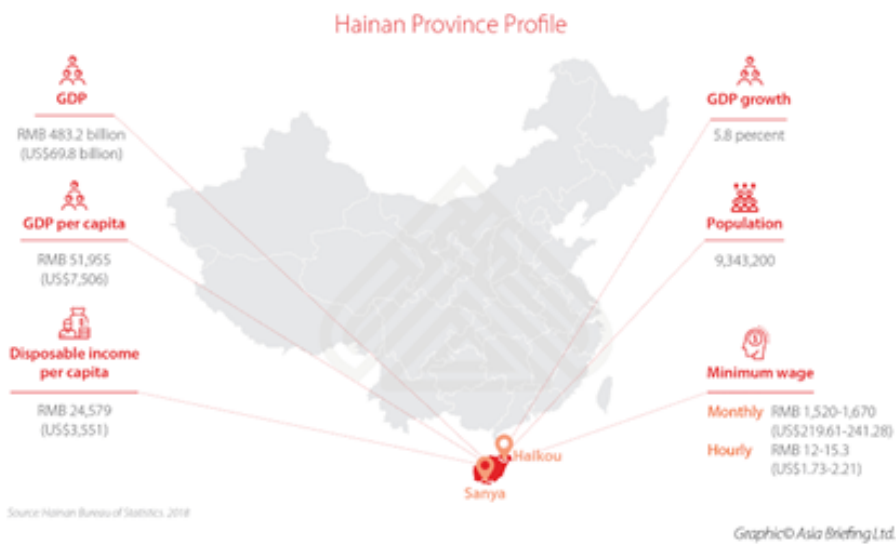 Hainan Province Profile
GDP
RMB 483.2 billion
(US$69.8 billion)
GDP per capita
RMB 51,955
(US$7,506)
Disposable income
per capita
RMB 24,579
(US$3,551)
GDP growth
5.8 percent
Population
9,343,200
Minimum wage
Monthly RMB 1,520-1,670
(US$219.61-241.28)
Hourly RMB 12-15.3
(US$1.73-2.21)
Haikou
Sanya
Source: Hainan Bureau of Statistics, 2018
Graphic© Asia Briefing Ltd.